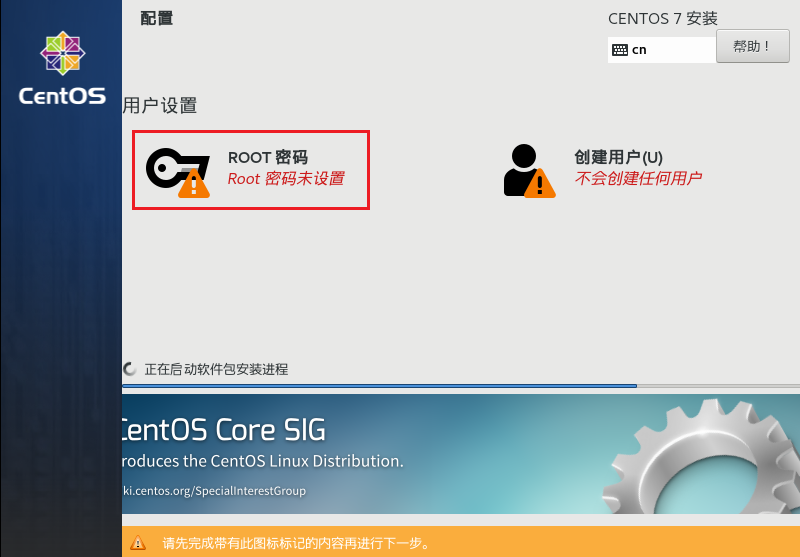 配置
CENTOS 7 安装
cn
帮助！
CentOS
用户设置
ROOT 密码
Root 密码未设置
创建用户(U)
不会创建任何用户
正在启动软件包安装进程
CentOS Core SIG
roduces the CentOS Linux Distribution.
ki.centos.org/SpecialInterestGroup
请先完成带有此图标标记的内容再进行下一步。